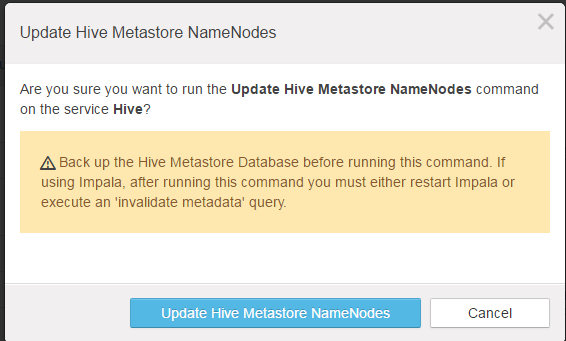 Update Hive Metastore NameNodes
Are you sure you want to run the Update Hive Metastore NameNodes command
on the service Hive?
Back up the Hive Metastore Database before running this command. If
using Impala, after running this command you must either restart Impala or
execute an 'invalidate metadata' query.
Update Hive Metastore NameNodes
Cancel